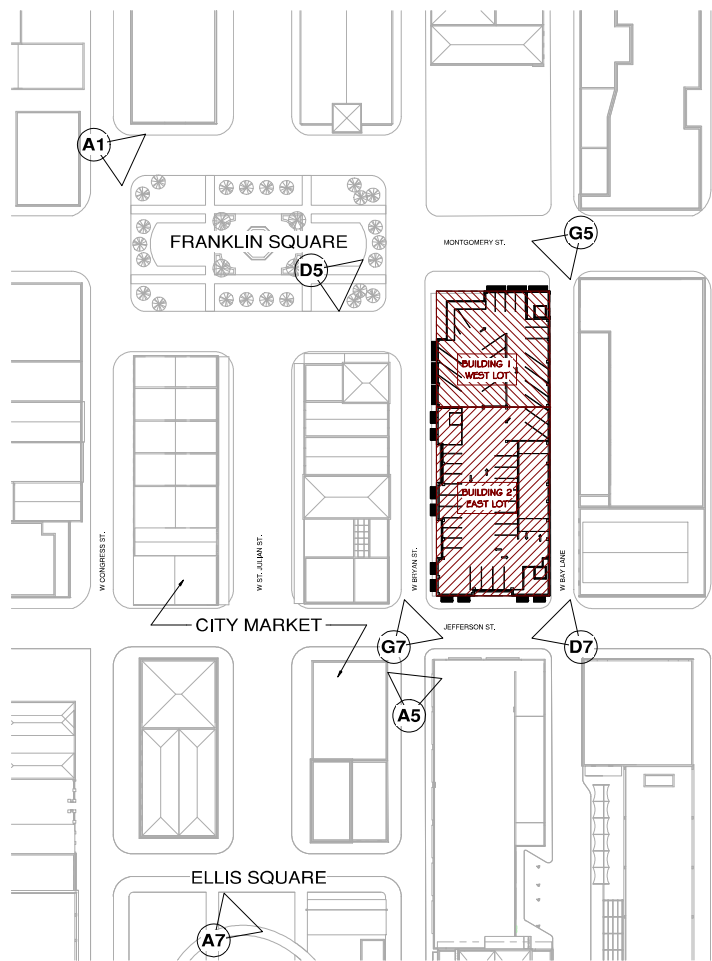 A1
G5
FRANKLIN SQUARE
MONTGOMERY ST.
D5
BUILDING 1
WEST LOT
BUILDING 2
EAST LOT
W CONGRESS ST.
W ST. JULIAN ST.
W BRYAN ST.
W BAY LANE
CITY MARKET
JEFFERSON ST.
G7
D7
A5
ELLIS SQUARE
A7